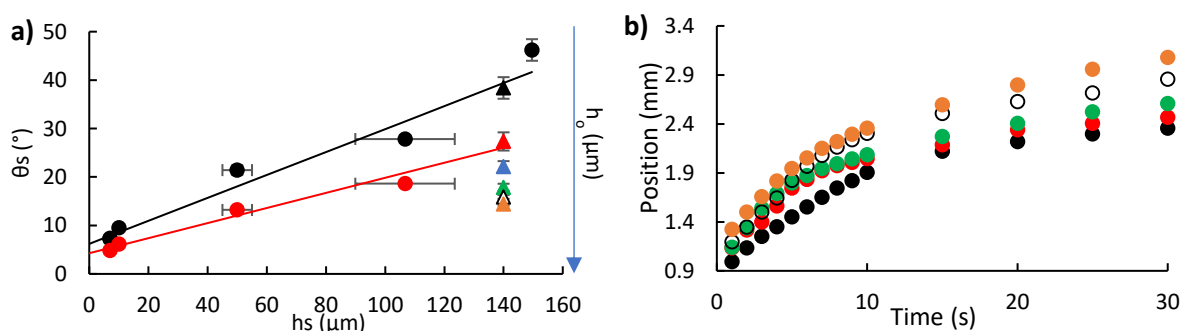 a)
50
40
30
20
10
0
θs (°)
0 20 40 60 80 100 120 140 160
hs (μm)
h₀ (μm)
b)
3.4
2.9
2.4
1.9
1.4
0.9
Position (mm)
0 10 20 30
Time (s)